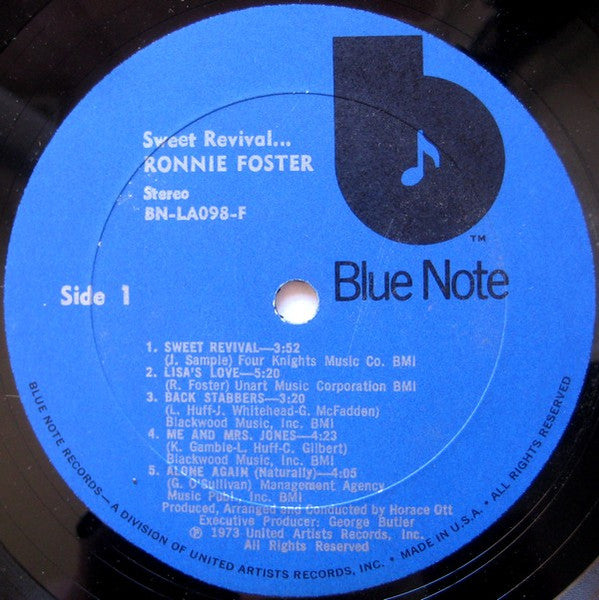 Sweet Revival...
RONNIE FOSTER
Stereo
BN-LA098-F
TM
Blue Note
Side 1
1. SWEET REVIVAL—3:52
(J. Sample) Four Knights Music Co. BMI
2. LISA'S LOVE—5:20
(R. Foster) Unart Music Corporation BMI
3. BACK STABBERS—3:20
(L. Huff-J. Whitehead-G. McFadden)
Blackwood Music, Inc. BMI
4. ME AND MRS. JONES—4:23
(K. Gamble-L. Huff-C. Gilbert)
Blackwood Music, Inc. BMI
5. ALONE AGAIN (Naturally)—4:05
(G. O'Sullivan) Management Agency
Music Publ., Inc. BMI
Produced, Arranged and Conducted by Horace Ott
Executive Producer: George Butler
℗ 1973 United Artists Records, Inc.
All Rights Reserved
BLUE NOTE RECORDS—A DIVISION OF UNITED ARTISTS RECORDS, INC. • MADE IN U.S.A. • ALL RIGHTS RESERVED